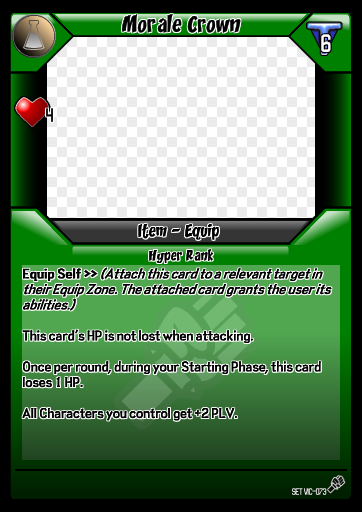 Morale Crown
6
4
Item - Equip
Hyper Rank
Equip Self >> (Attach this card to a relevant target in
their Equip Zone. The attached card grants the user its
abilities.)
This card's HP is not lost when attacking.
Once per round, during your Starting Phase, this card
loses 1 HP.
All Characters you control get +2 PLV.
SET VIC-073